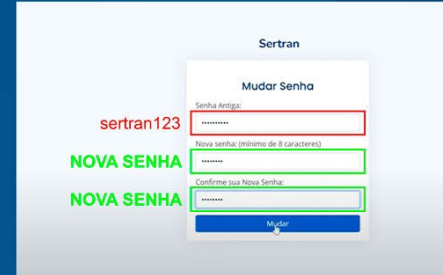 Sertran
Mudar Senha
Senha Antiga:
sertran123
••••••••••
Nova senha: (mínimo de 8 caracteres)
NOVA SENHA
••••••••
Confirme sua Nova Senha:
NOVA SENHA
••••••••
Mudar